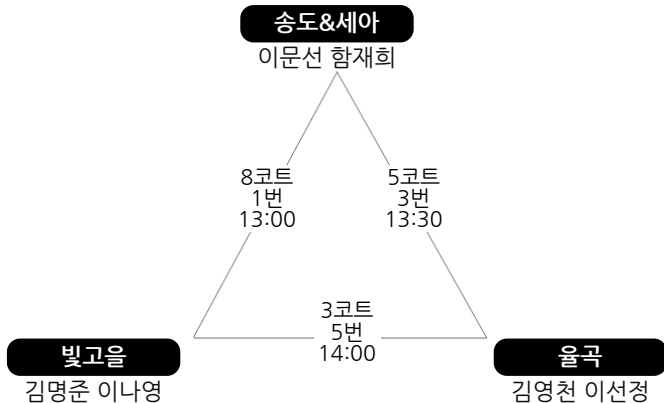 송도&세아
이문선 함재희
8코트
1번
13:00
5코트
3번
13:30
3코트
5번
14:00
빛고을
김명준 이나영
율곡
김영천 이선정